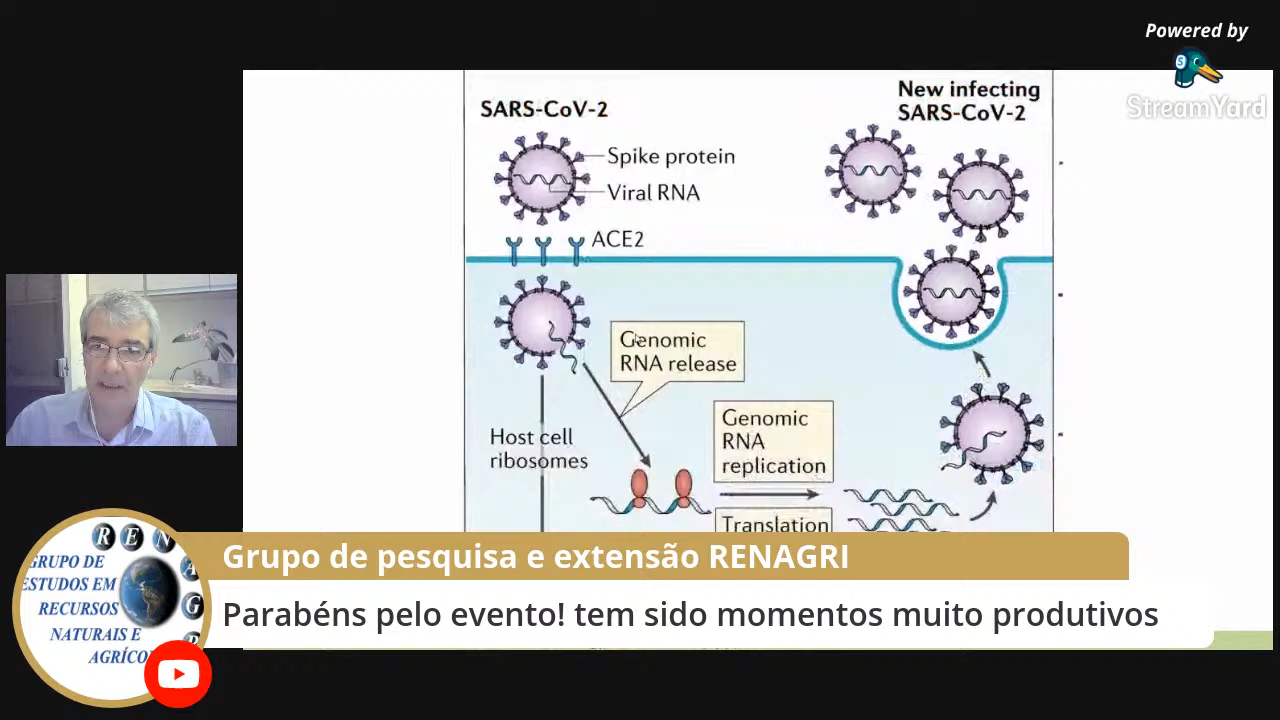 Powered by
StreamYard
SARS-CoV-2
New infecting
SARS-CoV-2
Spike protein
Viral RNA
ACE2
Genomic
RNA release
Host cell
ribosomes
Genomic
RNA
replication
Translation
R E N A G R
GRUPO DE
ESTUDOS EM
RECURSOS
NATURAIS E
Grupo de pesquisa e extensão RENAGRI
Parabéns pelo evento! tem sido momentos muito produtivos